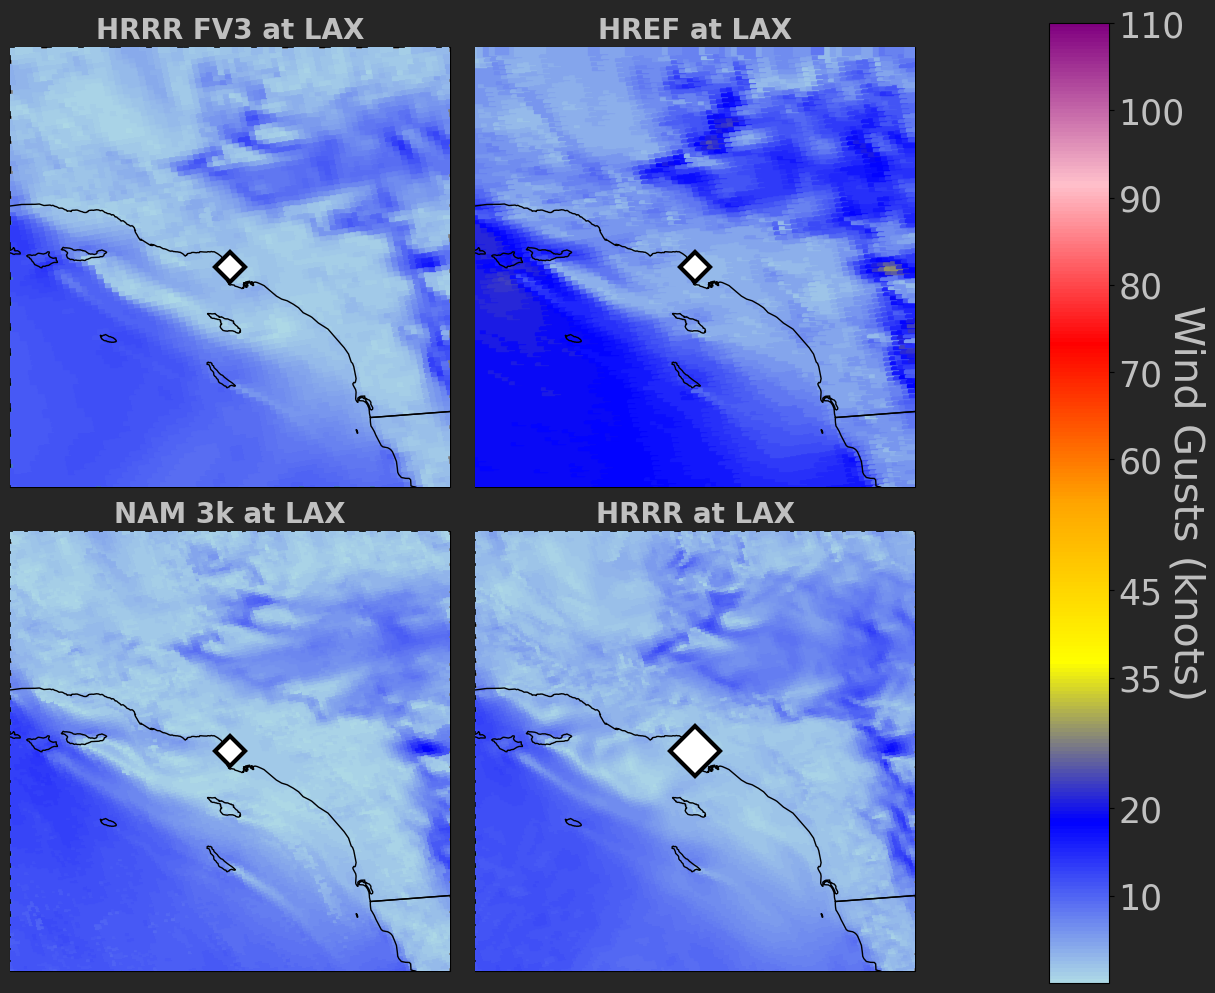 HRRR FV3 at LAX
HREF at LAX
NAM 3k at LAX
HRRR at LAX
110
100
90
80
70
60
45
35
20
10
Wind Gusts (knots)